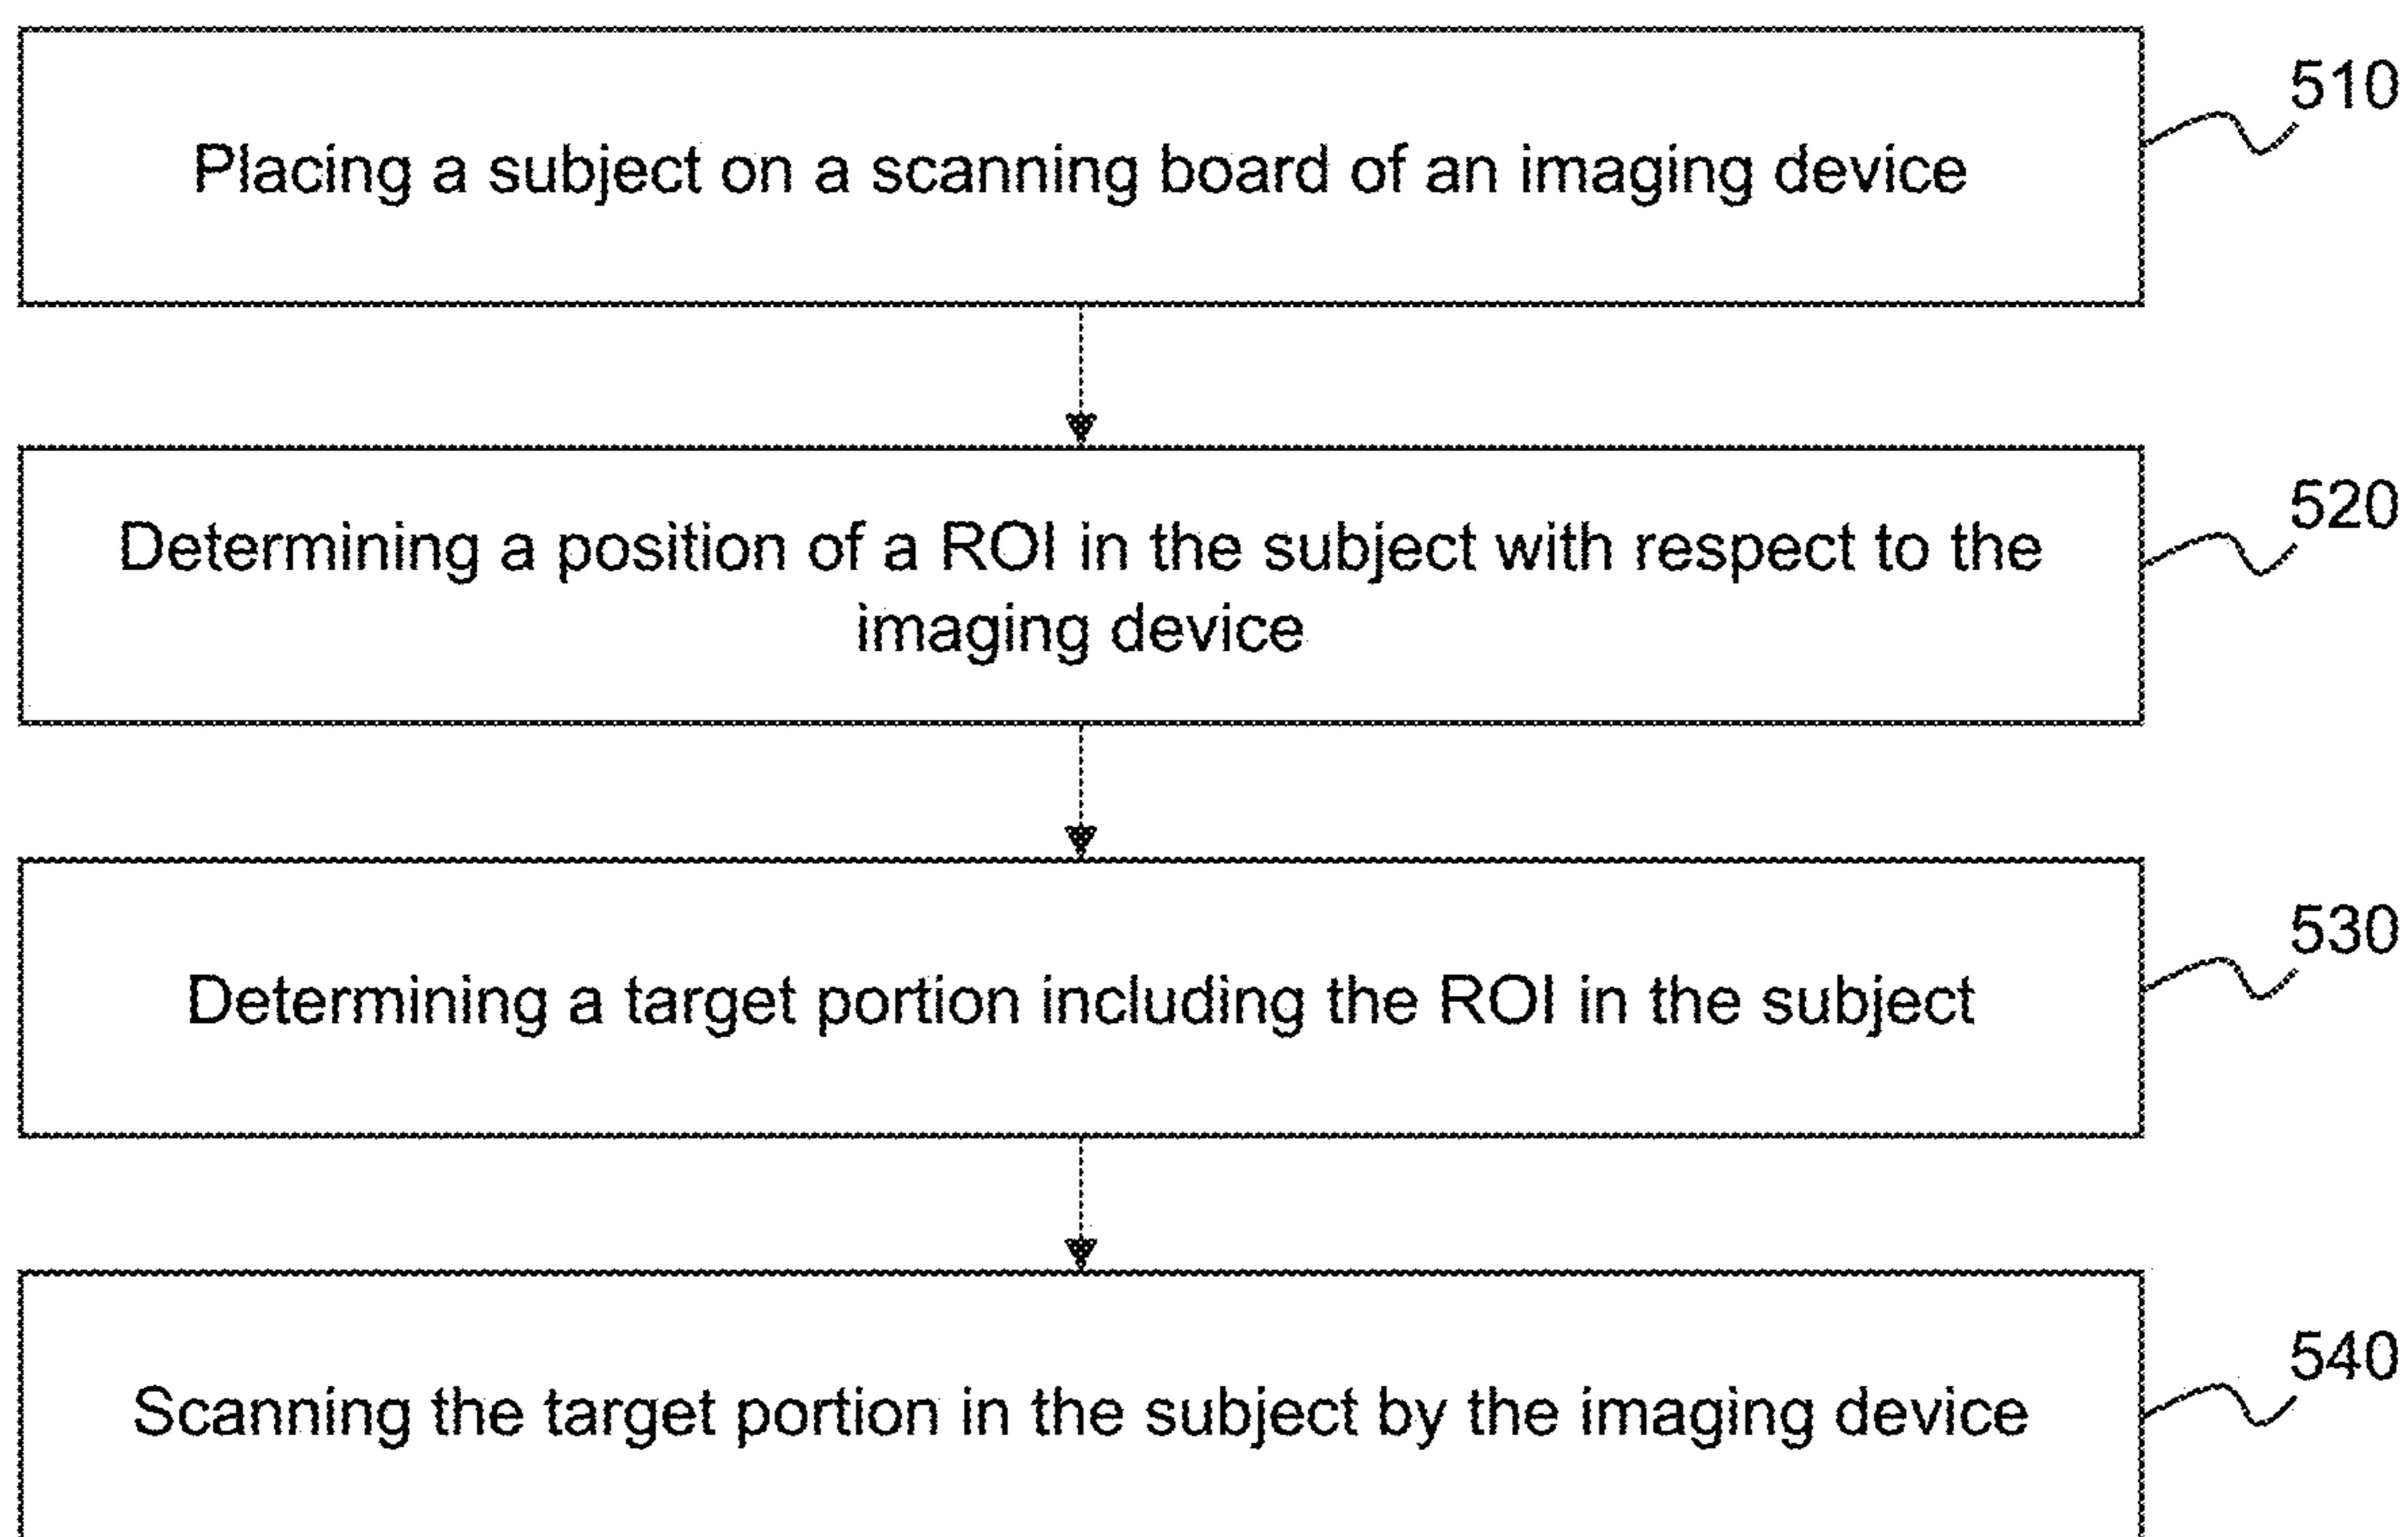 510
Placing a subject on a scanning board of an imaging device
520
Determining a position of a ROI in the subject with respect to the
imaging device
530
Determining a target portion including the ROI in the subject
540
Scanning the target portion in the subject by the imaging device